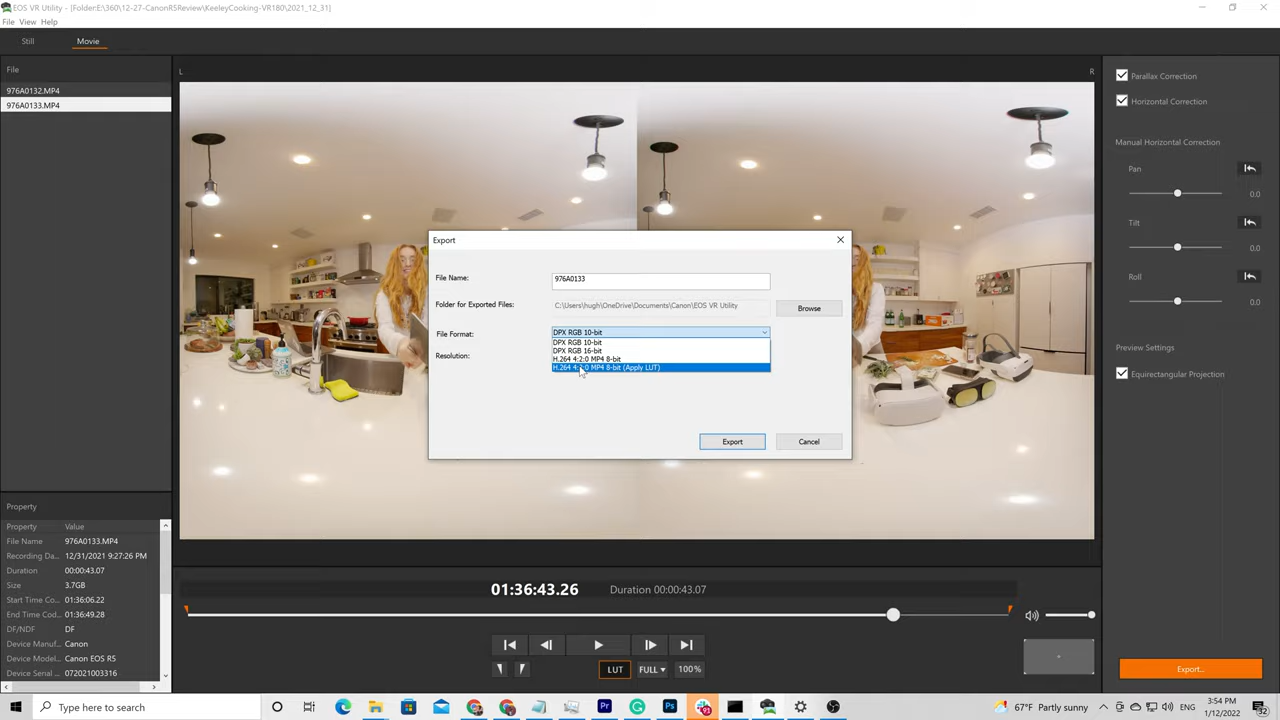 EOS VR Utility - [Folder:E:\360\12-27-CanonR5Review\KeeleyCooking-VR180\2021_12_31]
File View Help
Still Movie
File
976A0132.MP4
976A0133.MP4
L R
Parallax Correction
Horizontal Correction
Manual Horizontal Correction
Pan
0.0
Tilt
0.0
Roll
0.0
Preview Settings
Equirectangular Projection
Export
File Name: 976A0133
Folder for Exported Files: C:\Users\hugh\OneDrive\Documents\Canon\EOS VR Utility Browse
File Format: DPX RGB 10-bit
DPX RGB 10-bit
DPX RGB 16-bit
H.264 4:2:0 MP4 8-bit
Resolution:
H.264 4:2:0 MP4 8-bit (Apply LUT)
Export Cancel
Property
Property Value
File Name 976A0133.MP4
Recording Da... 12/31/2021 9:27:26 PM
Duration 00:00:43.07
Size 3.7GB
Start Time Co... 01:36:06.22
End Time Cod... 01:36:49.28
DF/NDF DF
Device Manuf... Canon
Device Model... Canon EOS R5
Device Serial ... 072021003316
01:36:43.26 Duration 00:00:43.07
LUT FULL 100%
Export...
Type here to search
67°F Partly sunny
ENG
3:54 PM
1/12/2022